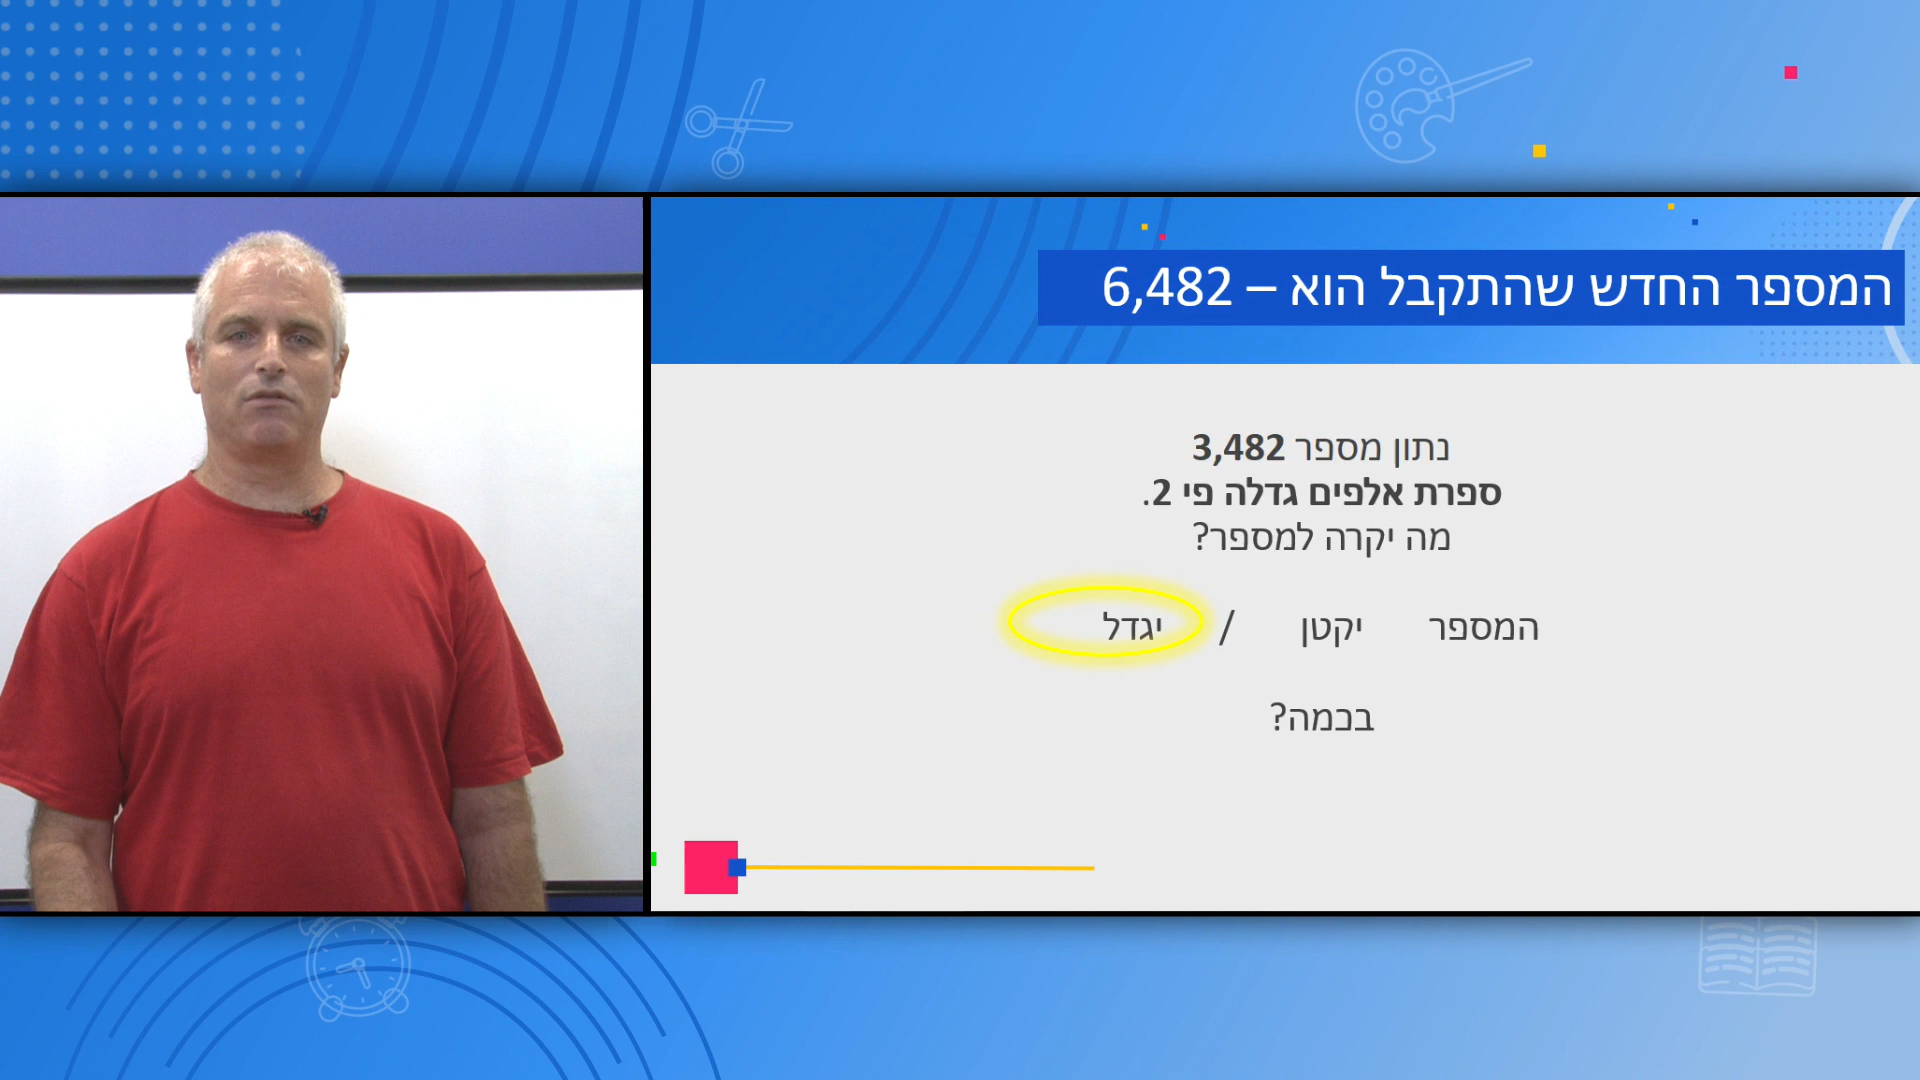 המספר החדש שהתקבל הוא – 6,482
נתון מספר 3,482
ספרת אלפים גדלה פי 2.
מה יקרה למספר?
המספר יקטן / יגדל
בכמה?